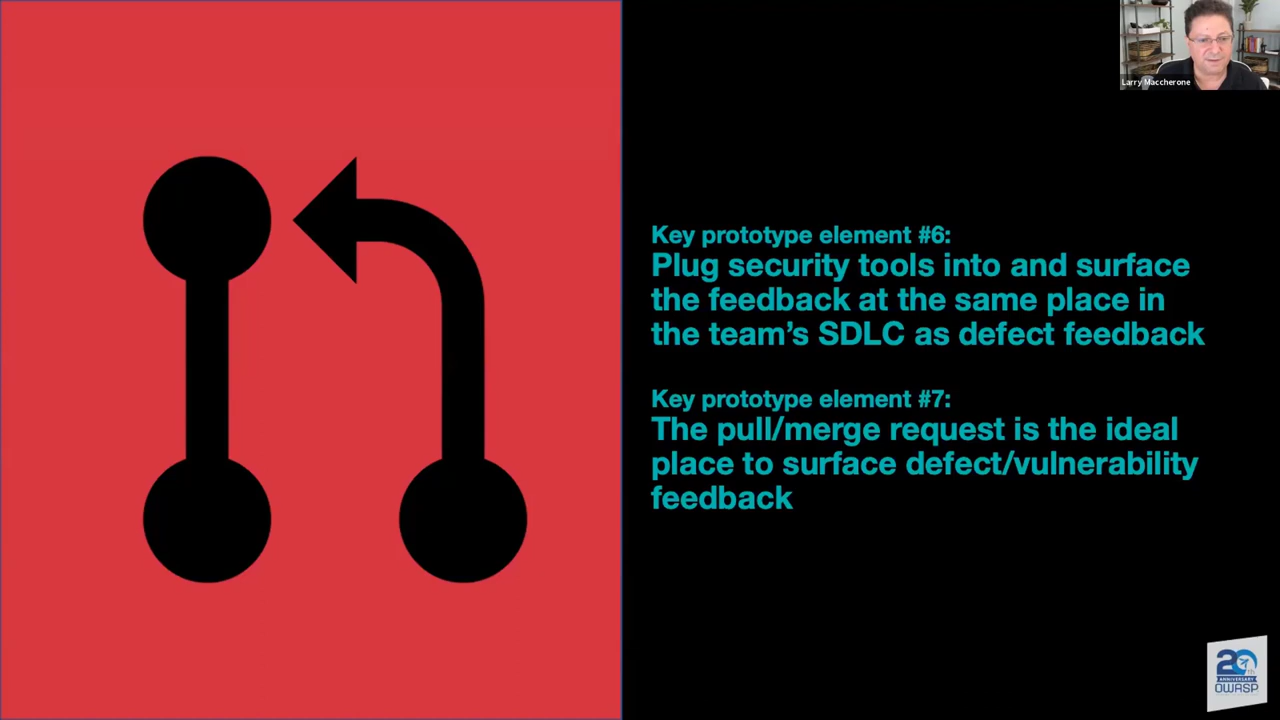 Larry Maccherone
Key prototype element #6:
Plug security tools into and surface
the feedback at the same place in
the team’s SDLC as defect feedback
Key prototype element #7:
The pull/merge request is the ideal
place to surface defect/vulnerability
feedback
20th
ANNIVERSARY
OWASP